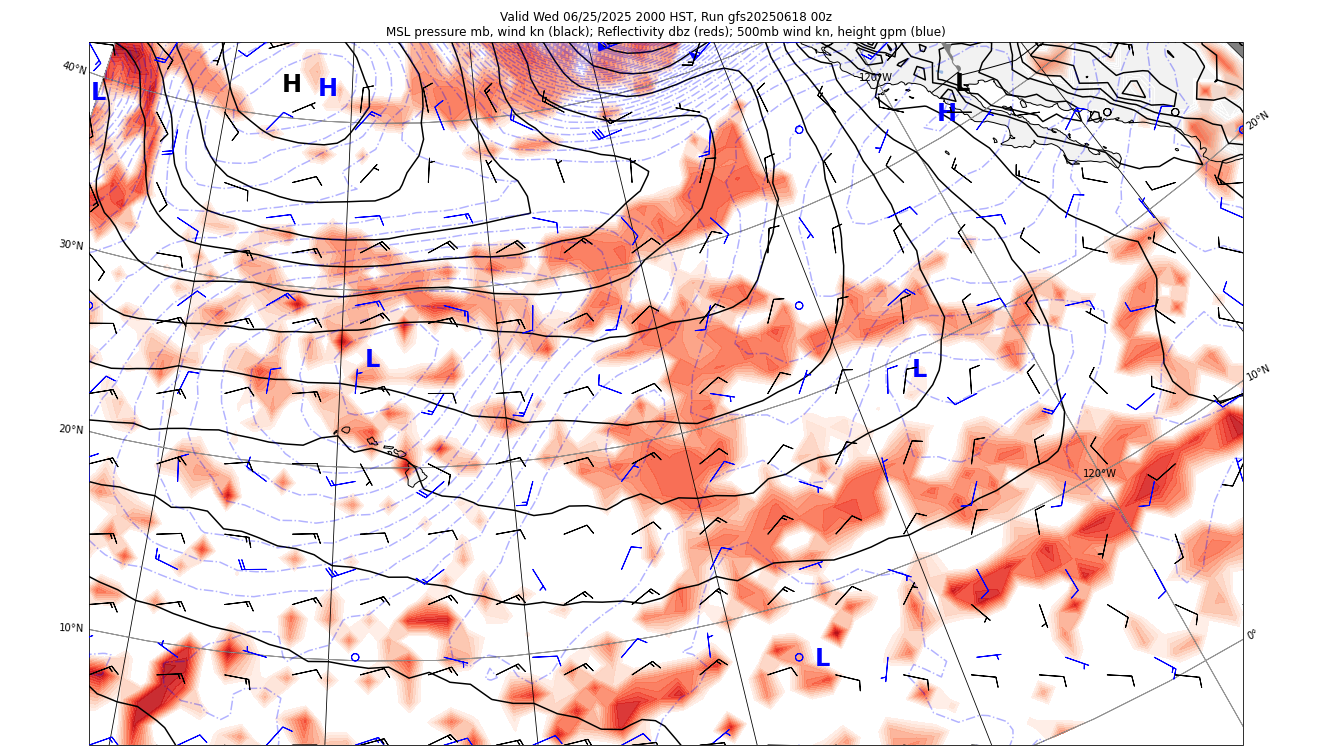 Valid Wed 06/25/2025 2000 HST, Run gfs20250618 00z
MSL pressure mb, wind kn (black); Reflectivity dbz (reds); 500mb wind kn, height gpm (blue)
40°N
120°W
L
H
H
L
H
20°N
30°N
L
L
10°N
20°N
120°W
10°N
0°
L